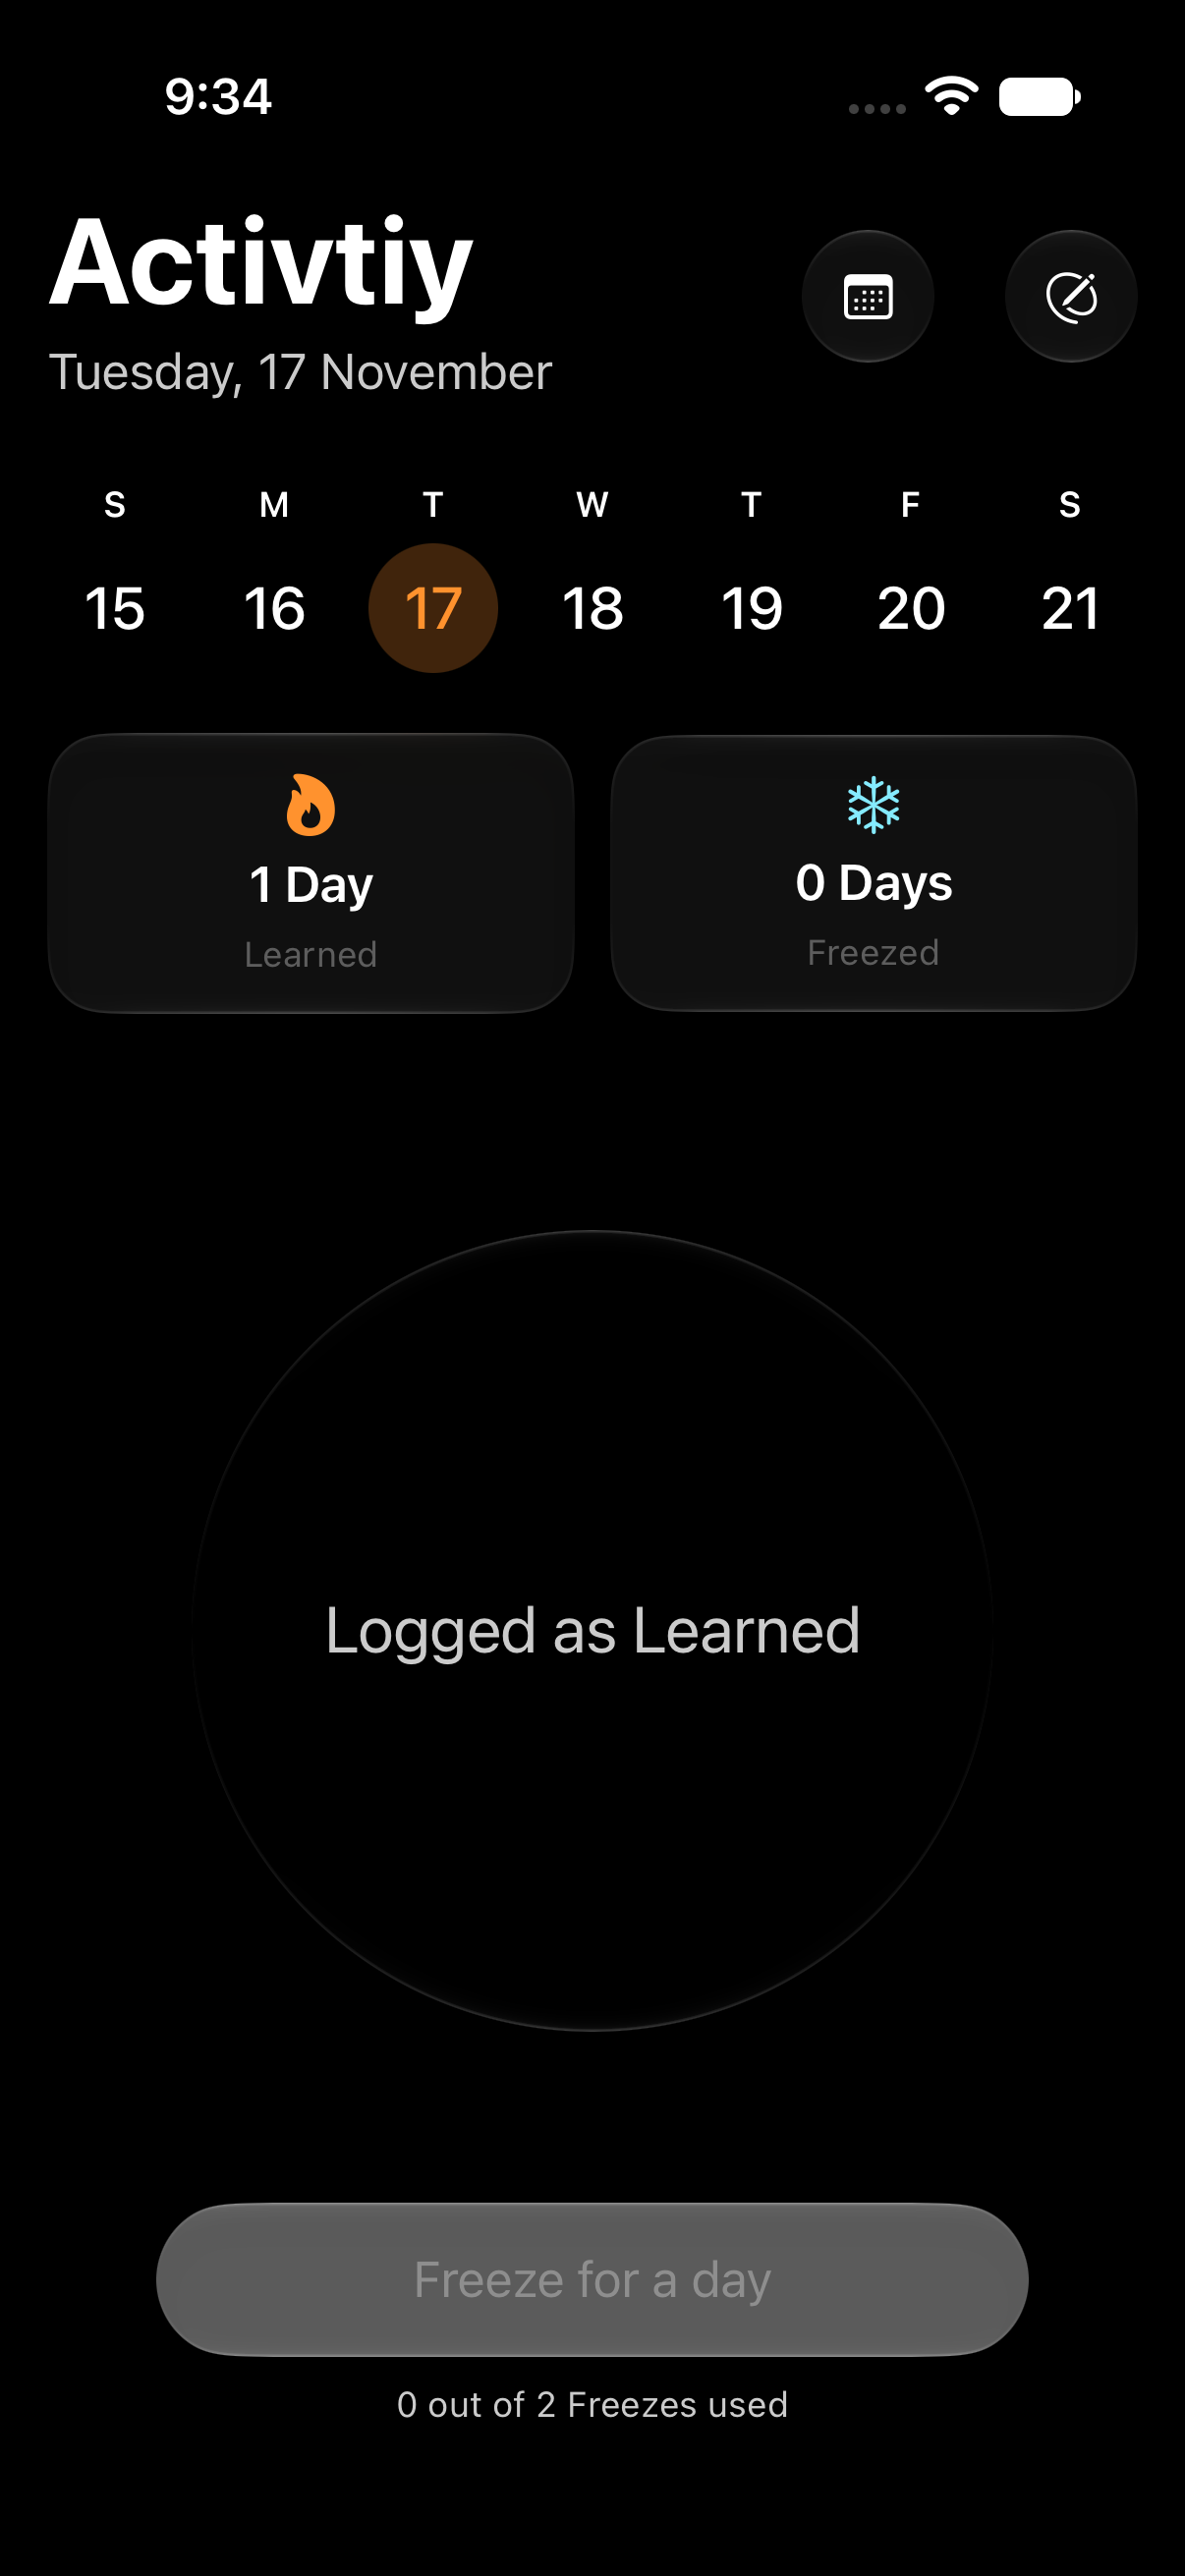 9:34
Activtiy
Tuesday, 17 November
S M T W T F S
15 16 17 18 19 20 21
1 Day
Learned
0 Days
Freezed
Logged as Learned
Freeze for a day
0 out of 2 Freezes used